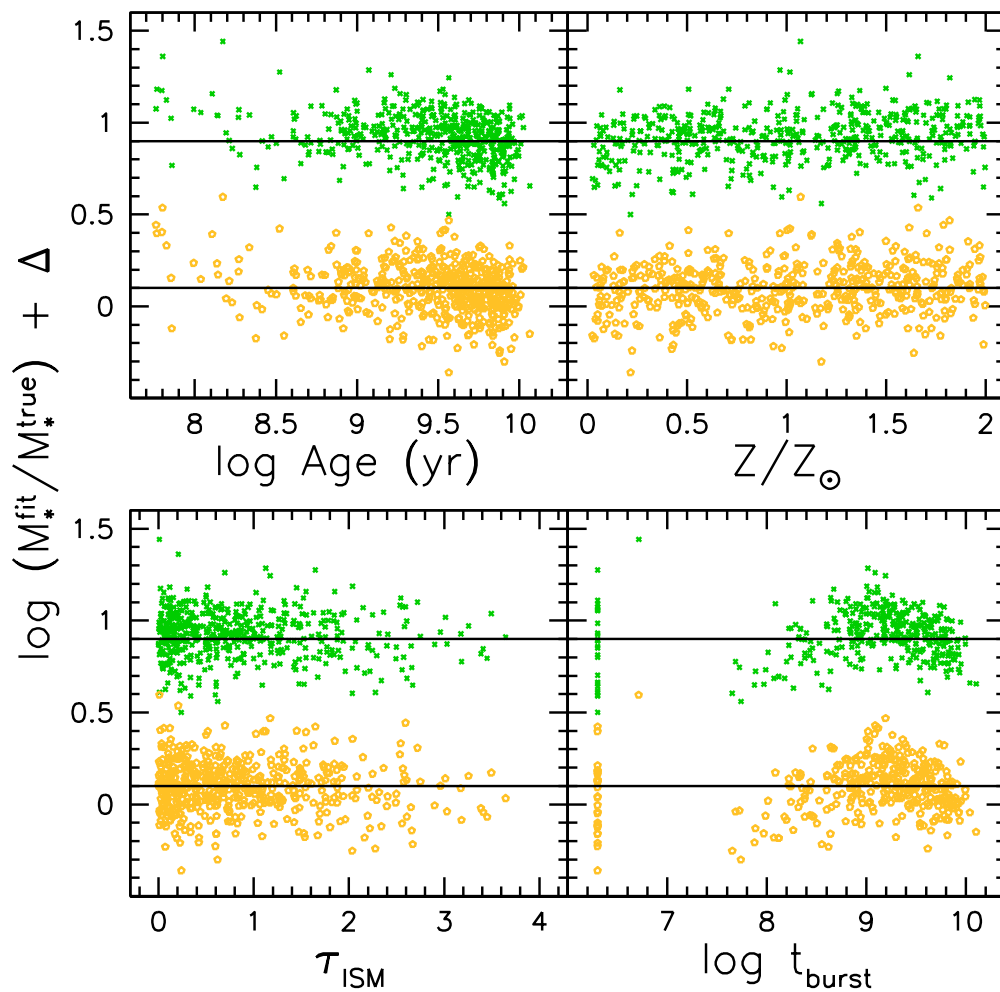 log (M*^fit/M*^true) + Δ
1.5
1
0.5
0
8 8.5 9 9.5 10
log Age (yr)
0 0.5 1 1.5 2
Z/Z⊙
1.5
1
0.5
0
0 1 2 3 4
τISM
7 8 9 10
log tburst